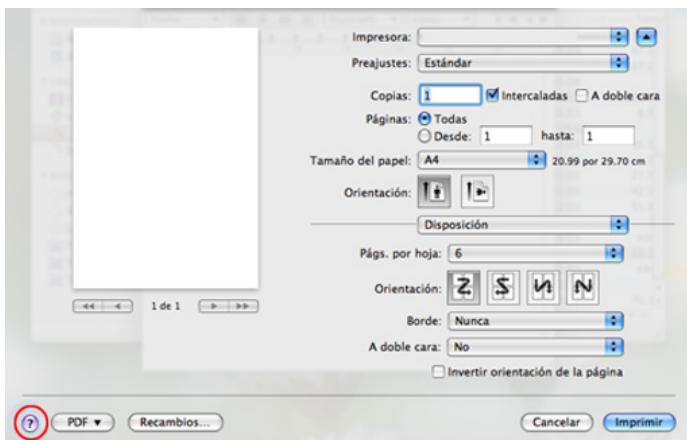 Impresora:
Preajustes: Estándar
Copias: 1 Intercaladas A doble cara
Páginas: Todas
Desde: 1 hasta: 1
Tamaño del papel: A4 20.99 por 29.70 cm
Orientación:
Disposición
Págs. por hoja: 6
Orientación:
1 de 1
Borde: Nunca
A doble cara: No
Invertir orientación de la página
? PDF ▼ Recambios... Cancelar Imprimir